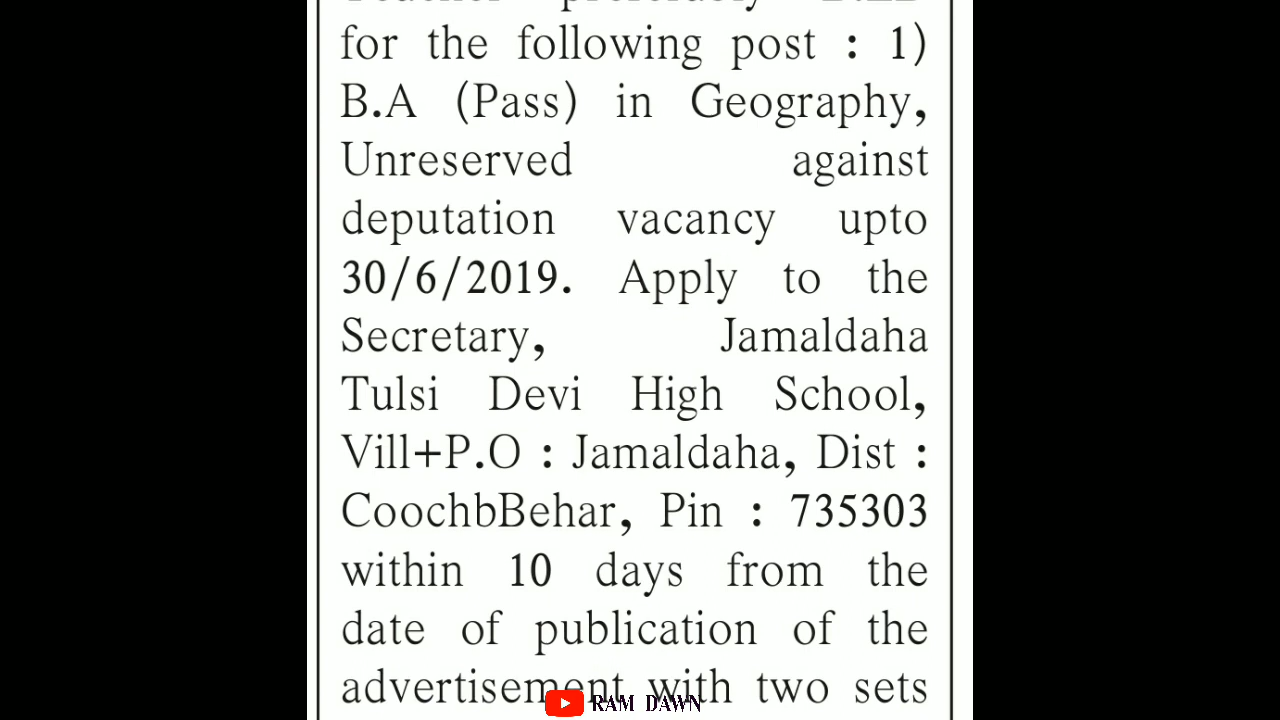 for the following post : 1)
B.A (Pass) in Geography,
Unreserved against
deputation vacancy upto
30/6/2019. Apply to the
Secretary, Jamaldaha
Tulsi Devi High School,
Vill+P.O : Jamaldaha, Dist :
CoochbBehar, Pin : 735303
within 10 days from the
date of publication of the
advertisement with two sets
RAM DAWN